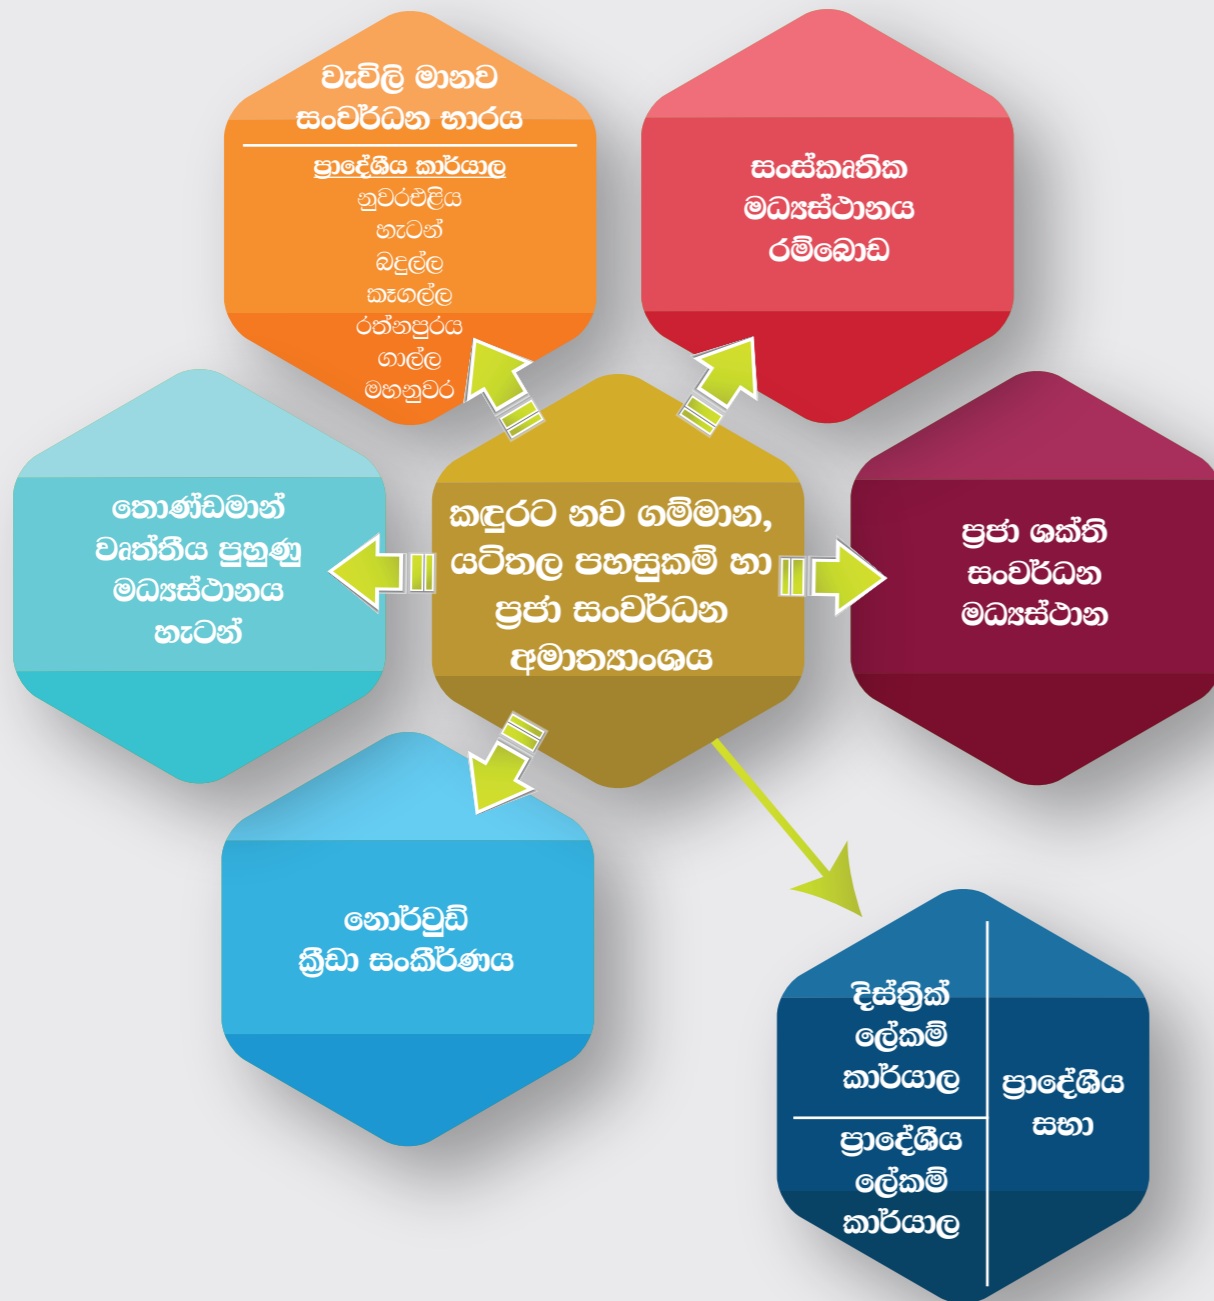 වැවිලි මානව
සංවර්ධන භාරය
ප්‍රාදේශීය කාර්යාල
නුවරඑළිය
හැටන්
බදුල්ල
කෑගල්ල
රත්නපුරය
ගාල්ල
මහනුවර
සංස්කෘතික
මධ්‍යස්ථානය
රම්බොඩ
තොණ්ඩමාන්
වෘත්තීය පුහුණු
මධ්‍යස්ථානය
හැටන්
කඳුරට නව ගම්මාන,
යටිතල පහසුකම් හා
ප්‍රජා සංවර්ධන
අමාත්‍යාංශය
ප්‍රජා ශක්ති
සංවර්ධන
මධ්‍යස්ථාන
නොර්වුඩ්
ක්‍රීඩා සංකීර්ණය
දිස්ත්‍රික්
ලේකම්
කාර්යාල
ප්‍රාදේශීය
ලේකම්
කාර්යාල
ප්‍රාදේශීය
සභා